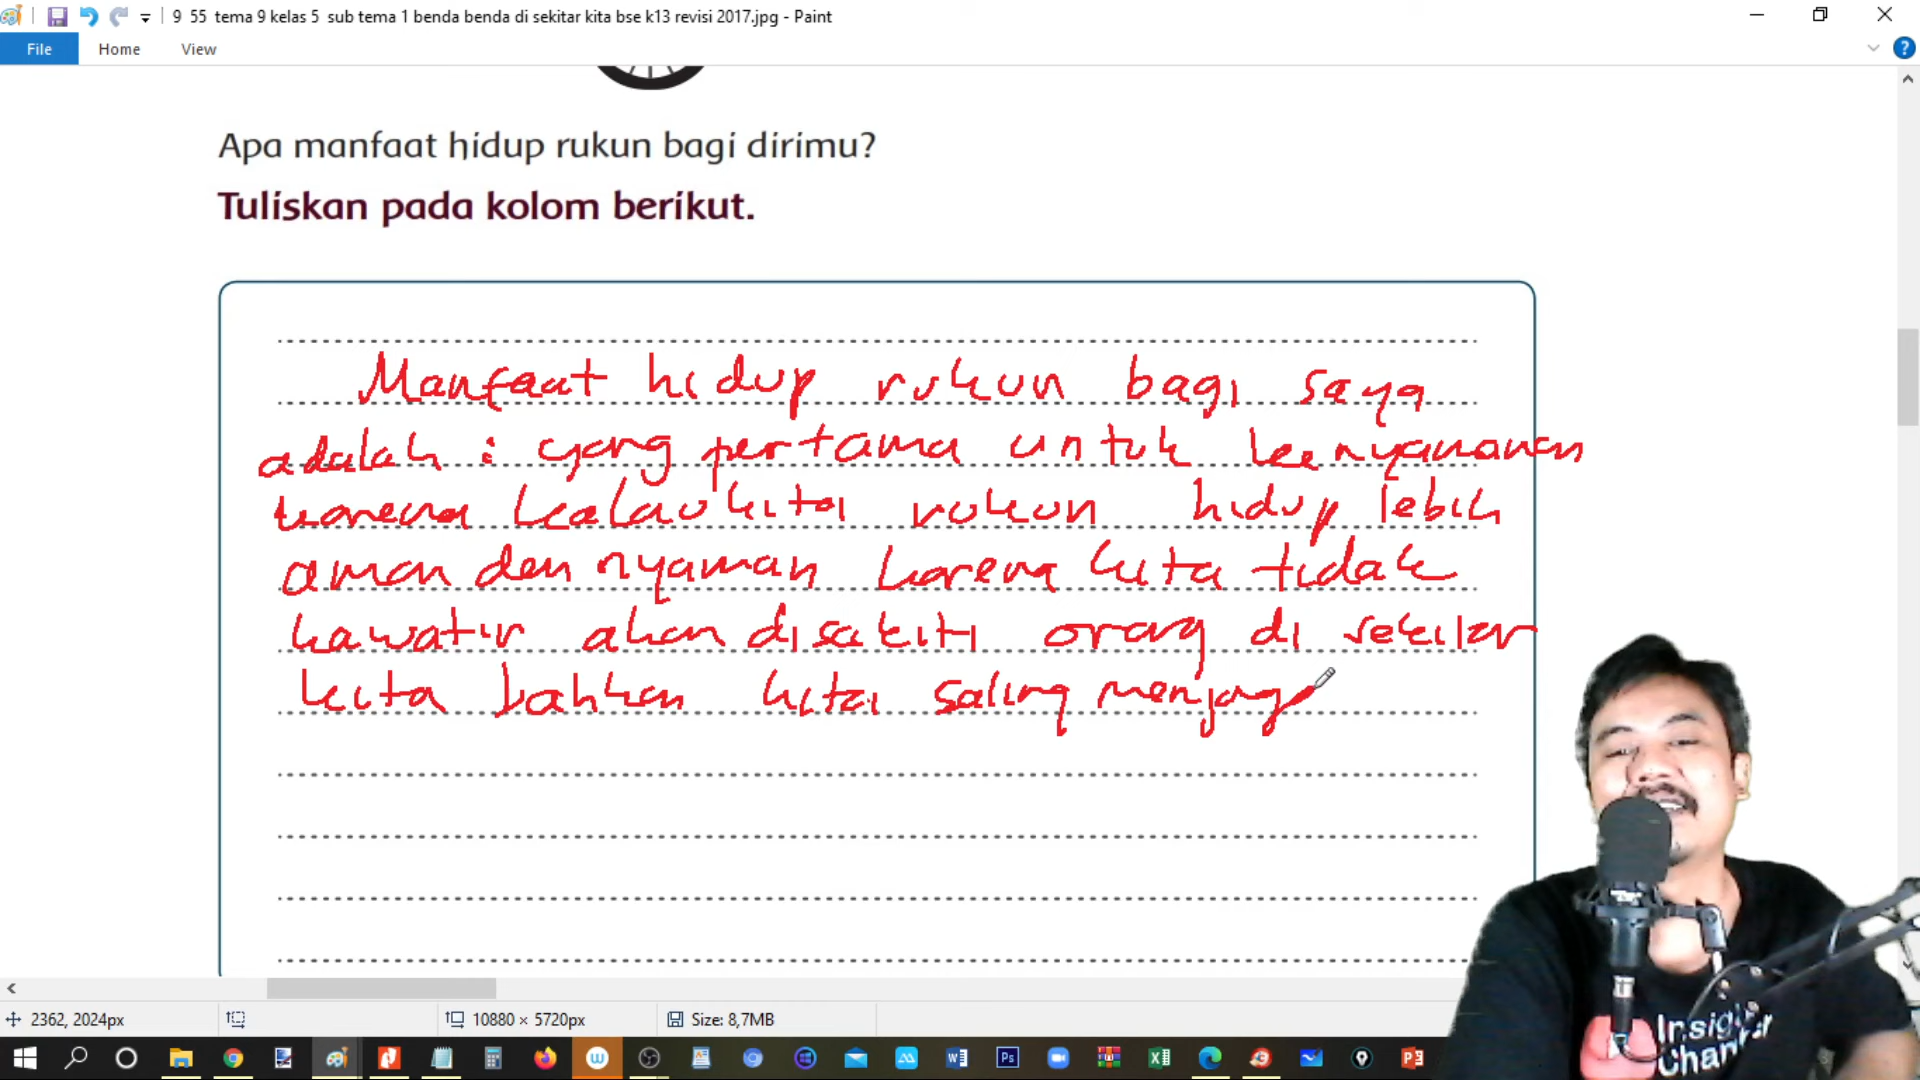 9 55 tema 9 kelas 5 sub tema 1 benda benda di sekitar kita bse k13 revisi 2017.jpg - Paint
File Home View
Apa manfaat hidup rukun bagi dirimu?
Tuliskan pada kolom berikut.
Manfaat hidup rukun bagi saya
adalah : yang pertama untuk keenyamanan
karena kalau kita rukun hidup lebih
aman dan nyaman karena kita tidak
kawatir akan disakiti orang di sekitar
kita bahkan kita saling menjaga
2362, 2024px 10880 × 5720px Size: 8,7MB
Insight
Channel